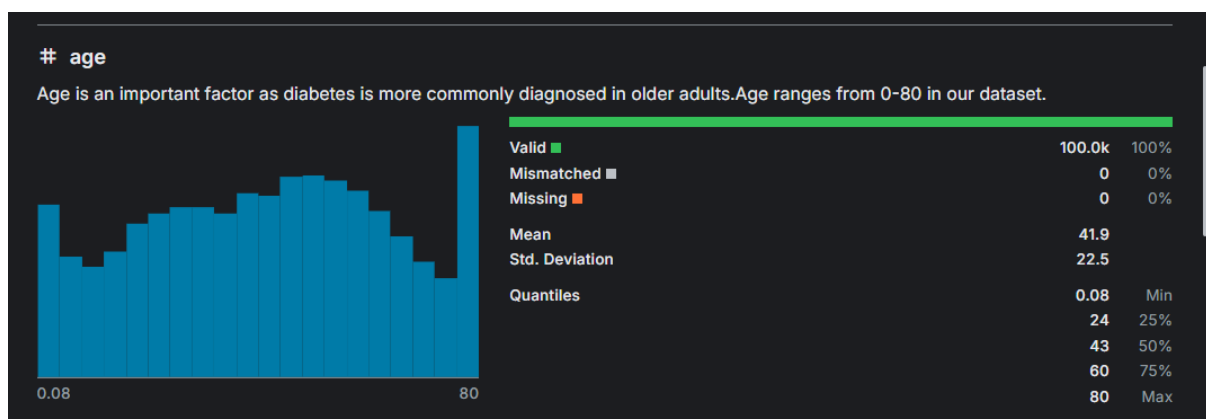 # age
Age is an important factor as diabetes is more commonly diagnosed in older adults.Age ranges from 0-80 in our dataset.
0.08 80
Valid 100.0k 100%
Mismatched 0 0%
Missing 0 0%
Mean 41.9
Std. Deviation 22.5
Quantiles 0.08 Min
24 25%
43 50%
60 75%
80 Max